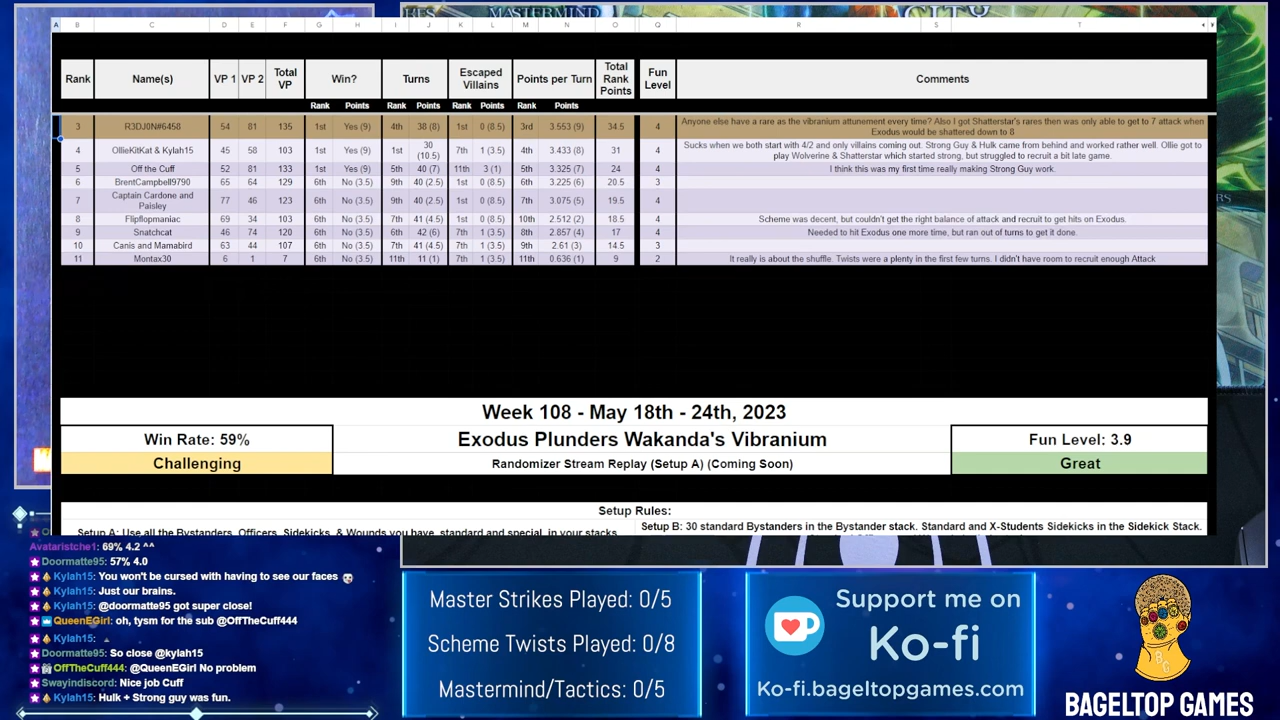 MASTERMIND
CITY
A B C D E F G H I J K L M N O Q R S T
Rank Name(s) VP 1 VP 2 Total VP Win? Turns Escaped Villains Points per Turn Total Rank Points Fun Level Comments
Rank Points Rank Points Rank Points Rank Points
3 R3DJ0N#6458 54 81 135 1st Yes (9) 4th 38 (8) 1st 0 (8.5) 3rd 3.553 (9) 34.5 4 Anyone else have a rare as the vibranium attunement every time? Also I got Shatterstar's rares then was only able to get to 7 attack when Exodus would be shattered down to 8
4 OllieKitKat & Kylah15 45 58 103 1st Yes (9) 1st 30 (10.5) 7th 1 (3.5) 4th 3.433 (8) 31 4 Sucks when we both start with 4/2 and only villains coming out. Strong Guy & Hulk came from behind and worked rather well. Ollie got to play Wolverine & Shatterstar which started strong, but struggled to recruit a bit late game.
5 Off the Cuff 52 81 133 1st Yes (9) 5th 40 (7) 11th 3 (1) 5th 3.325 (7) 24 4 I think this was my first time really making Strong Guy work.
6 BrentCampbell9790 65 64 129 6th No (3.5) 9th 40 (2.5) 1st 0 (8.5) 6th 3.225 (6) 20.5 3
7 Captain Cardone and Paisley 77 46 123 6th No (3.5) 9th 40 (2.5) 1st 0 (8.5) 7th 3.075 (5) 19.5 4
8 Flipflopmaniac 69 34 103 6th No (3.5) 7th 41 (4.5) 1st 0 (8.5) 10th 2.512 (2) 18.5 4 Scheme was decent, but couldn't get the right balance of attack and recruit to get hits on Exodus.
9 Snatchcat 46 74 120 6th No (3.5) 5th 42 (6) 7th 1 (3.5) 8th 2.857 (4) 17 4 Needed to hit Exodus one more time, but ran out of turns to get it done.
10 Canis and Mamabird 63 44 107 6th No (3.5) 7th 41 (4.5) 7th 1 (3.5) 9th 2.61 (3) 14.5 3
11 Montax30 6 1 7 6th No (3.5) 11th 11 (1) 7th 1 (3.5) 11th 0.636 (1) 9 2 It really is about the shuffle. Twists were a plenty in the first few turns. I didn't have room to recruit enough Attack
Week 108 - May 18th - 24th, 2023
Win Rate: 59% Exodus Plunders Wakanda's Vibranium Fun Level: 3.9
Challenging Randomizer Stream Replay (Setup A) (Coming Soon) Great
Setup Rules:
Setup A: Use all the Bystanders, Officers, Sidekicks, & Wounds you have, standard and special, in your stacks.
Setup B: 30 standard Bystanders in the Bystander stack. Standard and X-Students Sidekicks in the Sidekick Stack.
Avataristche1: 69% 4.2 ^^
Doormatte95: 57% 4.0
Kylah15: You won't be cursed with having to see our faces
Kylah15: Just our brains.
Kylah15: @doormatte95 got super close!
QueenEGirl: oh, tysm for the sub @OffTheCuff444
Kylah15:
Doormatte95: So close @kylah15
OffTheCuff444: @QueenEGirl No problem
Swayindiscord: Nice job Cuff
Kylah15: Hulk + Strong guy was fun.
Master Strikes Played: 0/5
Scheme Twists Played: 0/8
Mastermind/Tactics: 0/5
Support me on
Ko-fi
Ko-fi.bageltopgames.com
BG
BAGELTOP GAMES